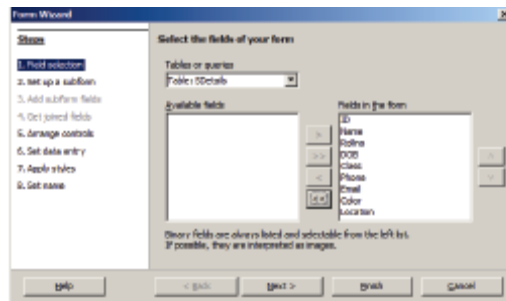 Form Wizard
Steps
1. Field selection
2. Set up a subform
3. Add subform fields
4. Get joined fields
5. Arrange controls
6. Set data entry
7. Apply styles
8. Set name
Select the fields of your form
Tables or queries
Table: SDetails
Available fields
Fields in the form
ID
Name
Rollno
DOB
Class
Phone
Email
Color
Location
>
>>
<
<<
Binary fields are always listed and selectable from the left list.
If possible, they are interpreted as images.
Help
< Back
Next >
Finish
Cancel